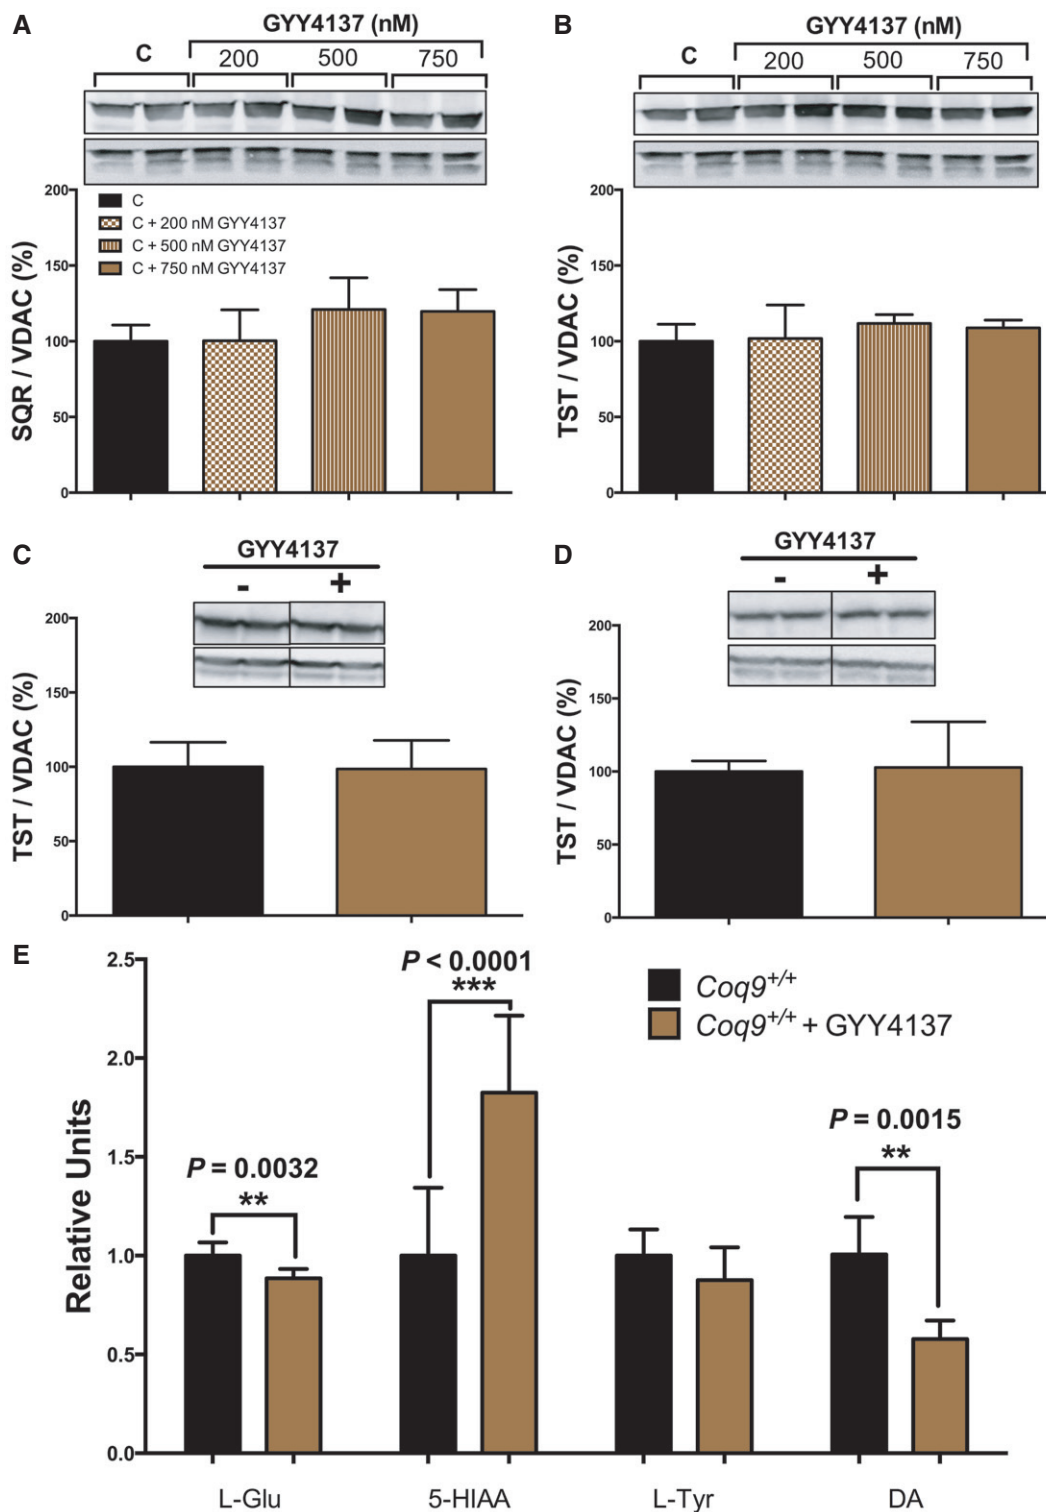 A
GYY4137 (nM)
C 200 500 750
200
150
100
50
0
SQR / VDAC (%)
C
C + 200 nM GYY4137
C + 500 nM GYY4137
C + 750 nM GYY4137
B
GYY4137 (nM)
C 200 500 750
200
150
100
50
0
TST / VDAC (%)
C
GYY4137
- +
200
150
100
50
0
TST / VDAC (%)
D
GYY4137
- +
200
150
100
50
0
TST / VDAC (%)
E
2.5
2.0
1.5
1.0
0.5
0.0
Relative Units
P = 0.0032
**
P < 0.0001
***
P = 0.0015
**
Coq9+/+
Coq9+/+ + GYY4137
L-Glu 5-HIAA L-Tyr DA